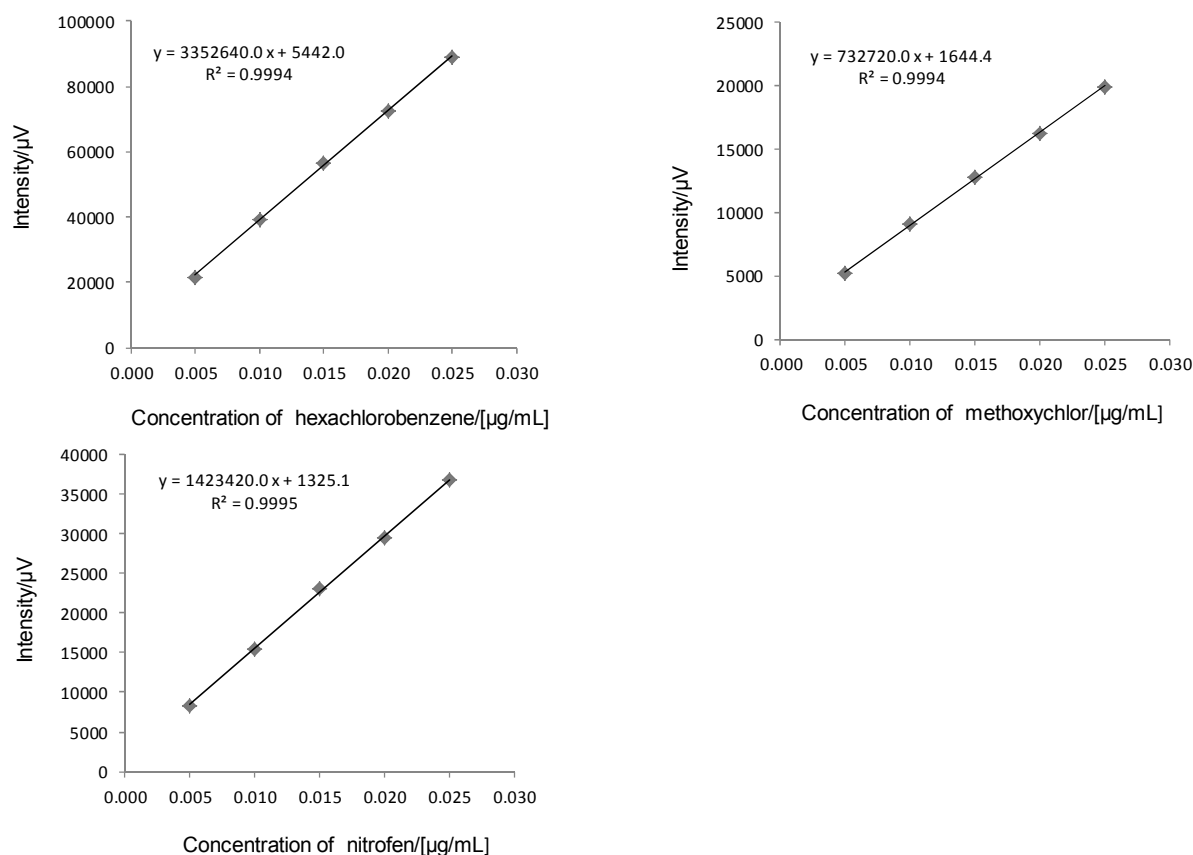 100000
80000
60000
40000
20000
0
y = 3352640.0 x + 5442.0
R² = 0.9994
Intensity/µV
0.000 0.005 0.010 0.015 0.020 0.025 0.030
Concentration of hexachlorobenzene/[µg/mL]
25000
20000
15000
10000
5000
0
y = 732720.0 x + 1644.4
R² = 0.9994
Intensity/µV
0.000 0.005 0.010 0.015 0.020 0.025 0.030
Concentration of methoxychlor/[µg/mL]
40000
35000
30000
25000
20000
15000
10000
5000
0
y = 1423420.0 x + 1325.1
R² = 0.9995
Intensity/µV
0.000 0.005 0.010 0.015 0.020 0.025 0.030
Concentration of nitrofen/[µg/mL]